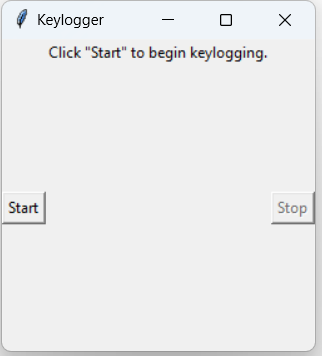 Keylogger
Click "Start" to begin keylogging.
Start
Stop